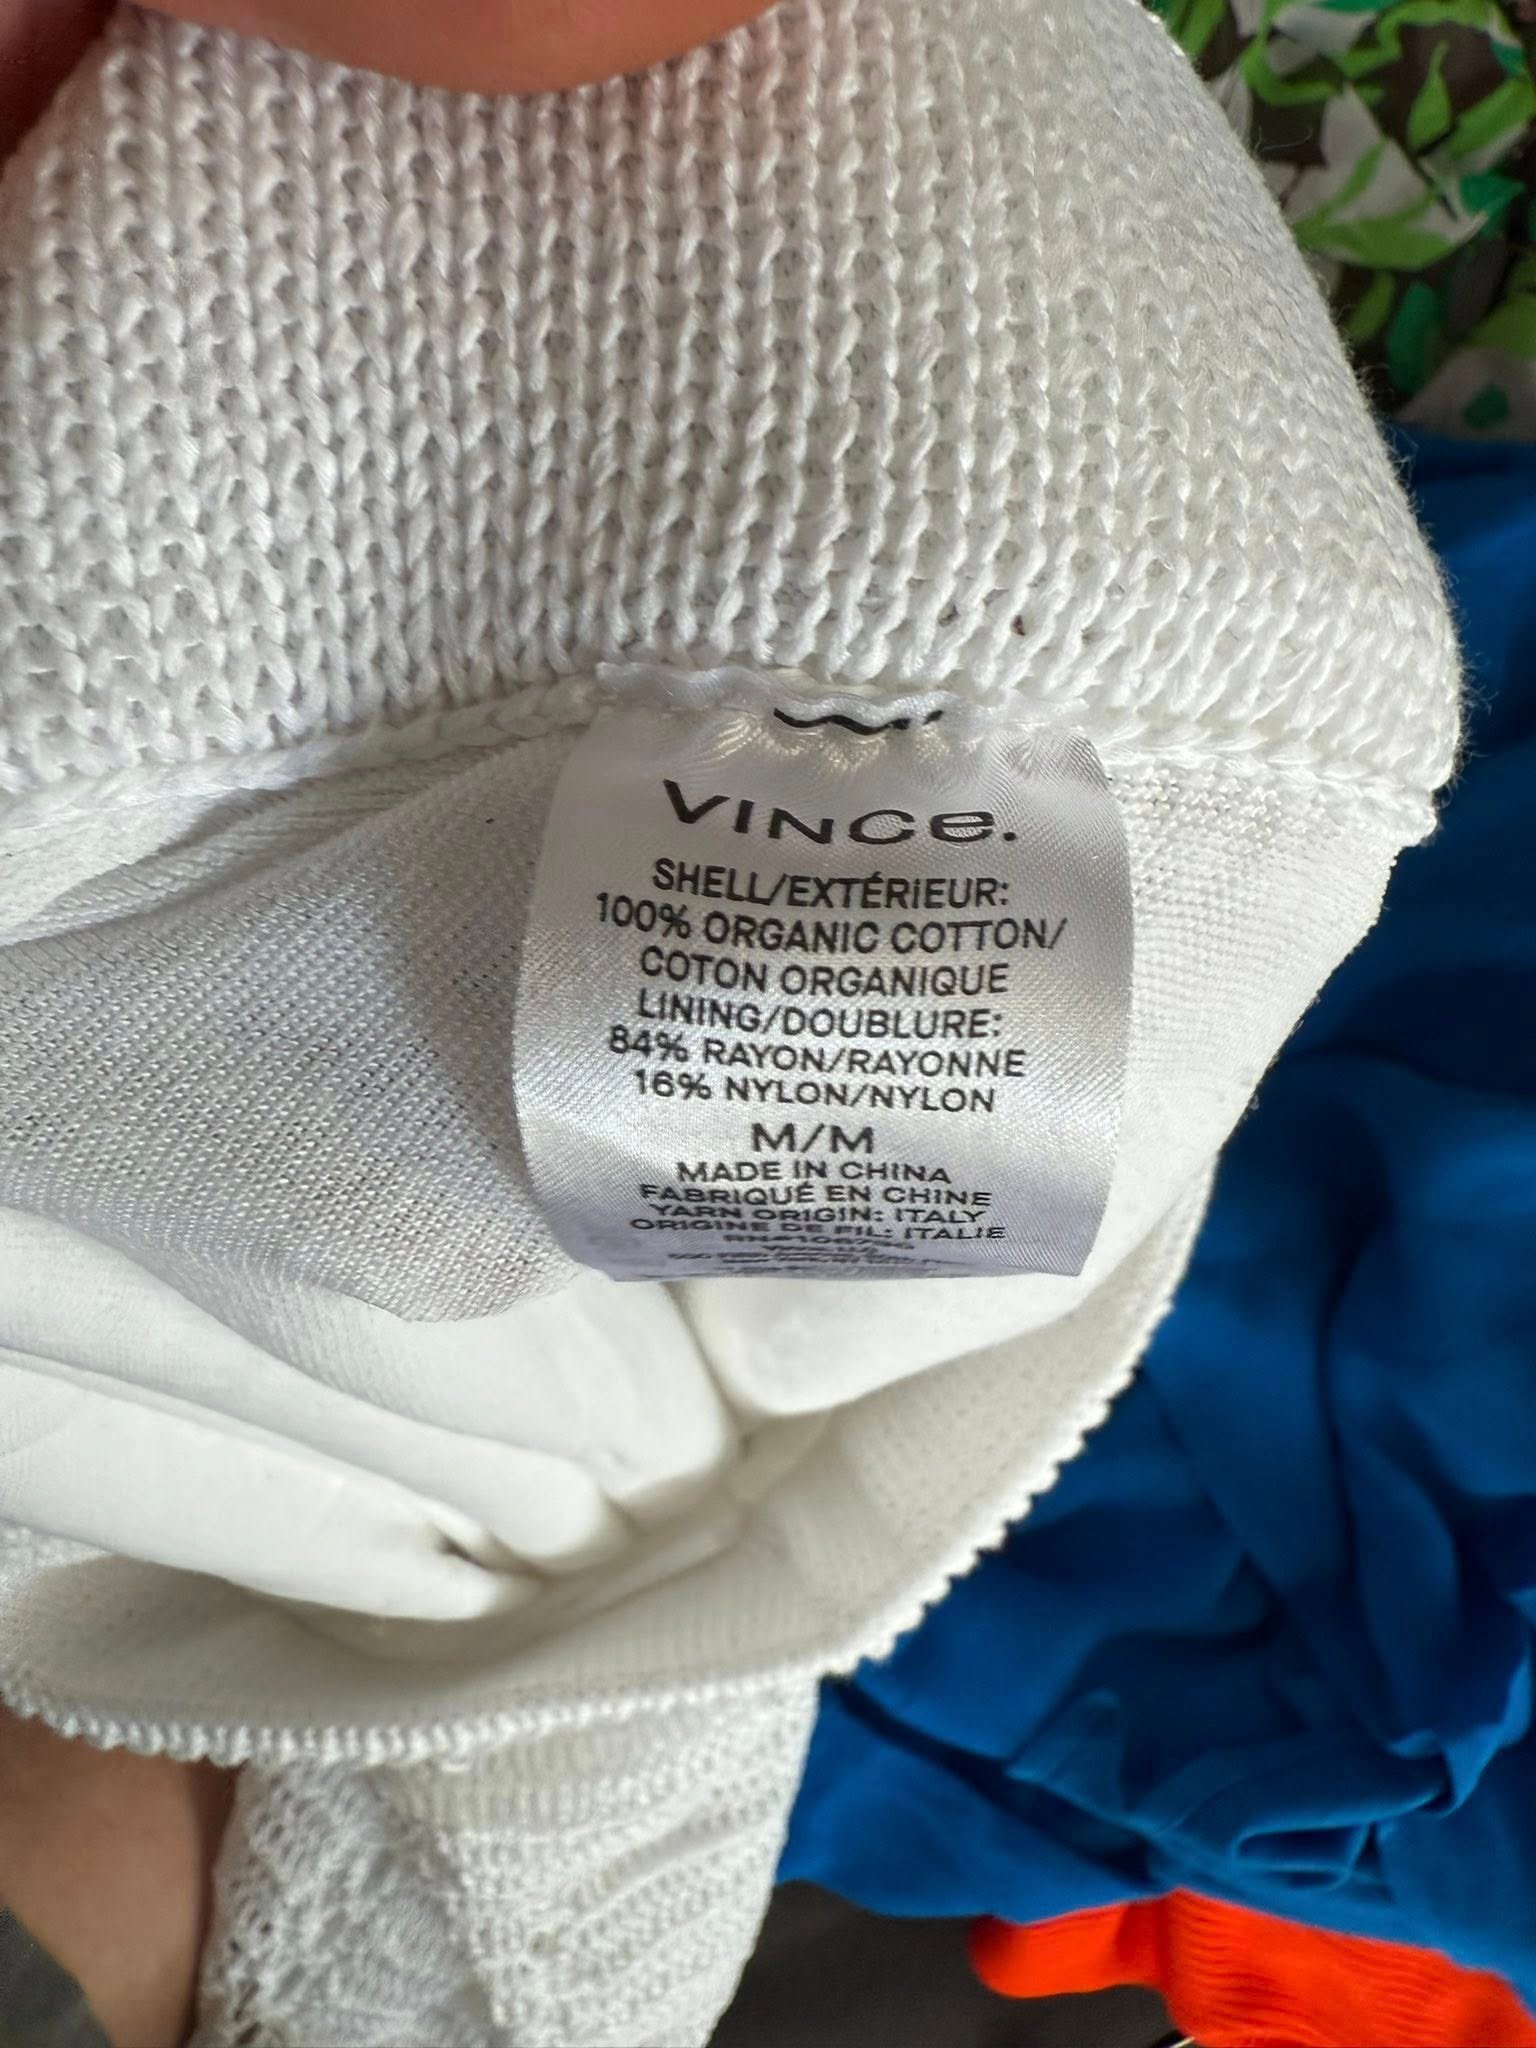 VINCe.
SHELL/EXTÉRIEUR:
100% ORGANIC COTTON/
COTON ORGANIQUE
LINING/DOUBLURE:
84% RAYON/RAYONNE
16% NYLON/NYLON
M/M
MADE IN CHINA
FABRIQUÉ EN CHINE
YARN ORIGIN: ITALY
ORIGINE DE FIL: ITALIE